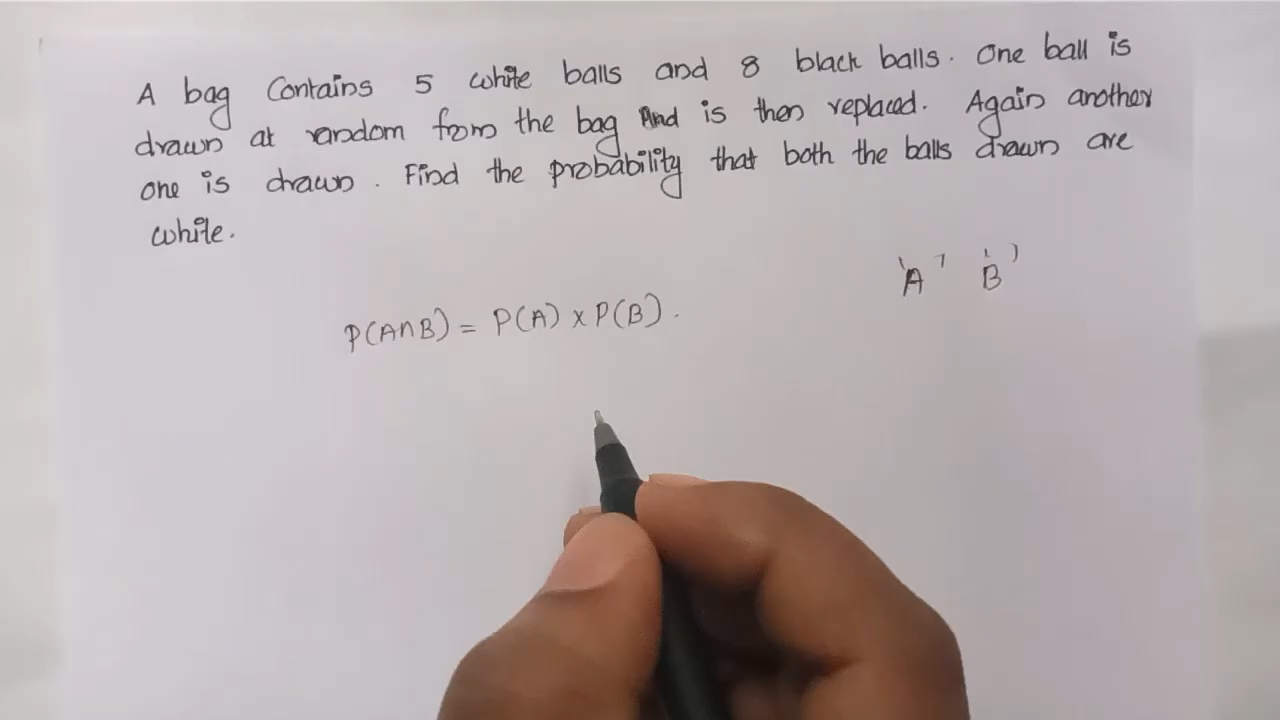 A bag Contains 5 white balls and 8 black balls. One ball is
drawn at random from the bag And is then replaced. Again another
one is drawn. Find the probability that both the balls drawn are
white.
'A' 'B'
P(A∩B) = P(A) x P(B).